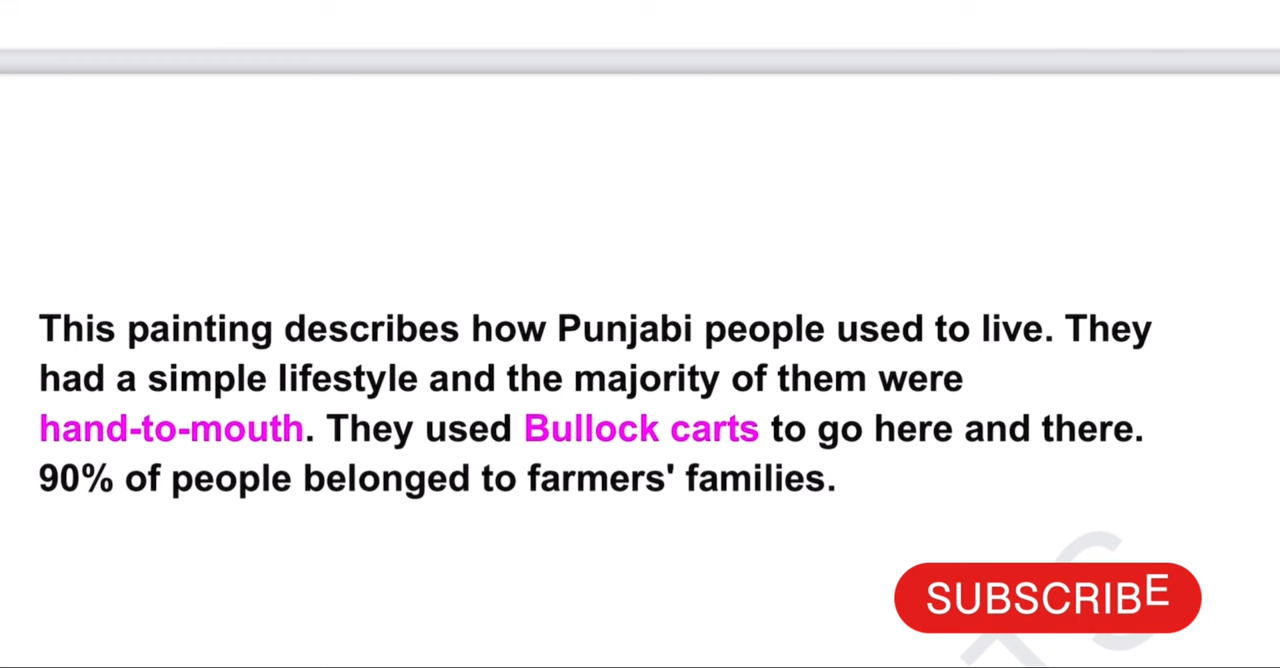 This painting describes how Punjabi people used to live. They
had a simple lifestyle and the majority of them were
hand-to-mouth. They used Bullock carts to go here and there.
90% of people belonged to farmers' families.
SUBSCRIBE